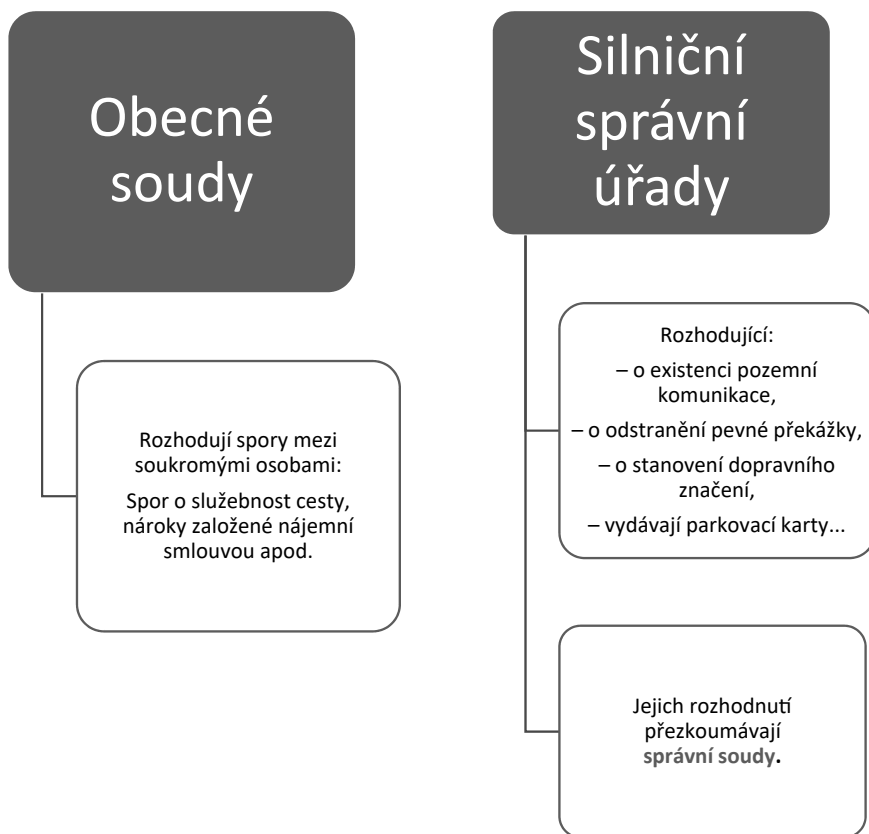 Obecné
soudy
Rozhodují spory mezi
soukromými osobami:
Spor o služebnost cesty,
nároky založené nájemní
smlouvou apod.
Silniční
správní
úřady
Rozhodující:
– o existenci pozemní
komunikace,
– o odstranění pevné překážky,
– o stanovení dopravního
značení,
– vydávají parkovací karty...
Jejich rozhodnutí
přezkoumávají
správní soudy.